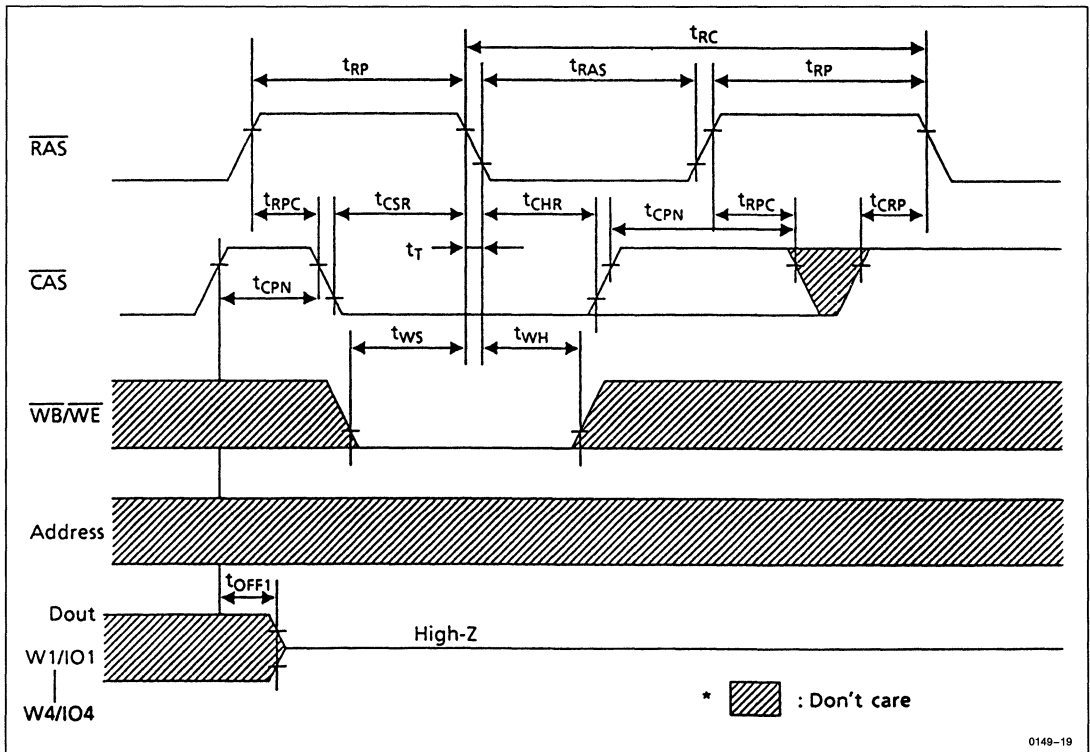 tRC
tRP tRAS tRP
RAS
tRPC tCSR tCHR tCPN tRPC tCRP
tT
CAS
tCPN
tWS tWH
WB/WE
Address
tOFF1
Dout
High-Z
W1/IO1
W4/IO4
* : Don't care
0149-19